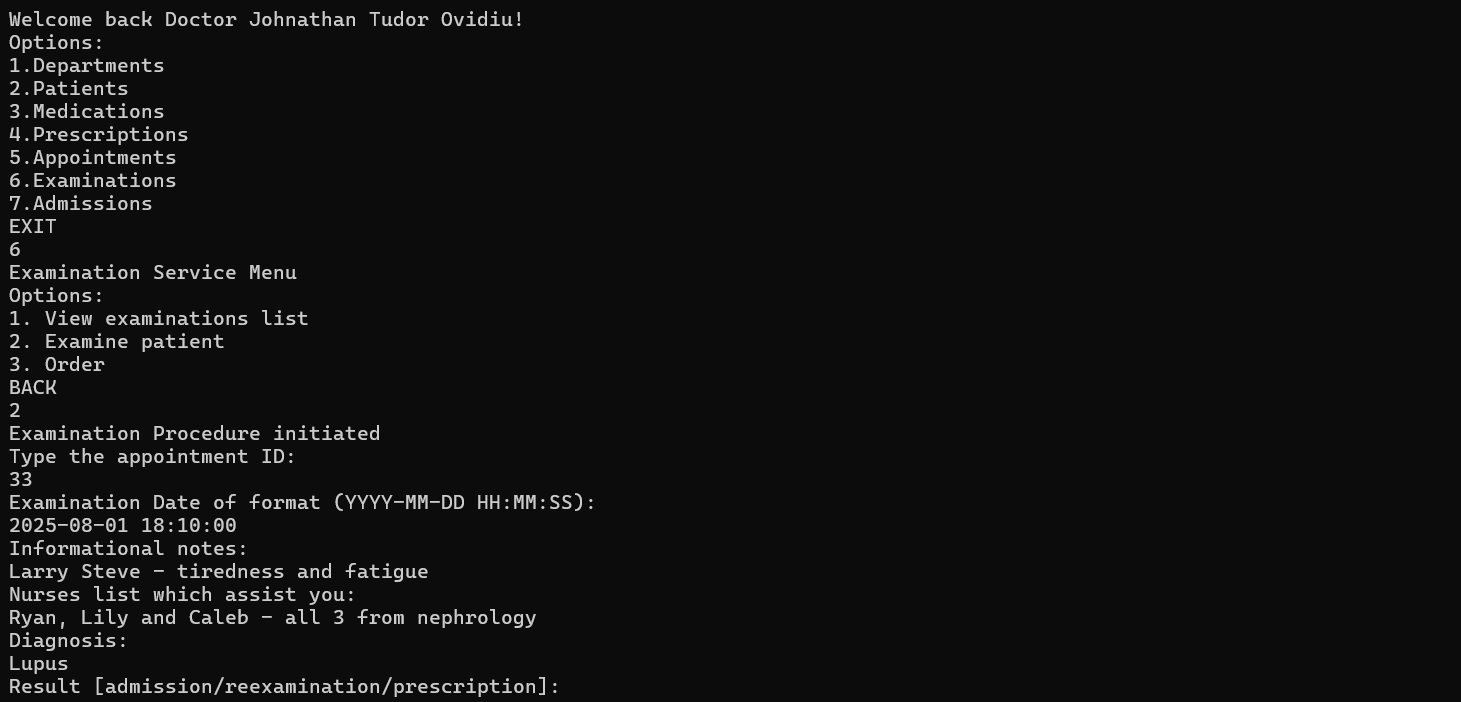 Welcome back Doctor Johnathan Tudor Ovidiu!
Options:
1.Departments
2.Patients
3.Medications
4.Prescriptions
5.Appointments
6.Examinations
7.Admissions
EXIT
6
Examination Service Menu
Options:
1. View examinations list
2. Examine patient
3. Order
BACK
2
Examination Procedure initiated
Type the appointment ID:
33
Examination Date of format (YYYY-MM-DD HH:MM:SS):
2025-08-01 18:10:00
Informational notes:
Larry Steve - tiredness and fatigue
Nurses list which assist you:
Ryan, Lily and Caleb - all 3 from nephrology
Diagnosis:
Lupus
Result [admission/reexamination/prescription]: